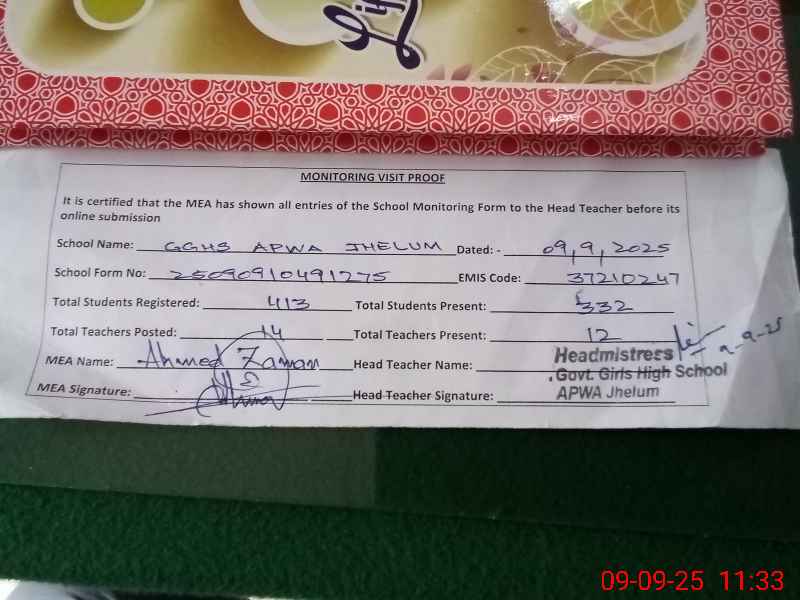 MONITORING VISIT PROOF
It is certified that the MEA has shown all entries of the School Monitoring Form to the Head Teacher before its
online submission
School Name: GGHS APWA JHELUM Dated: - 09,9,2025
School Form No: 25090910491275 EMIS Code: 37210247
Total Students Registered: 413 Total Students Present: 332
Total Teachers Posted: 14 Total Teachers Present: 12
9-9-25
MEA Name: Ahmed Zaman Head Teacher Name: Headmistress
Govt. Girls High School
MEA Signature: Head Teacher Signature: APWA Jhelum
09-09-25 11:33